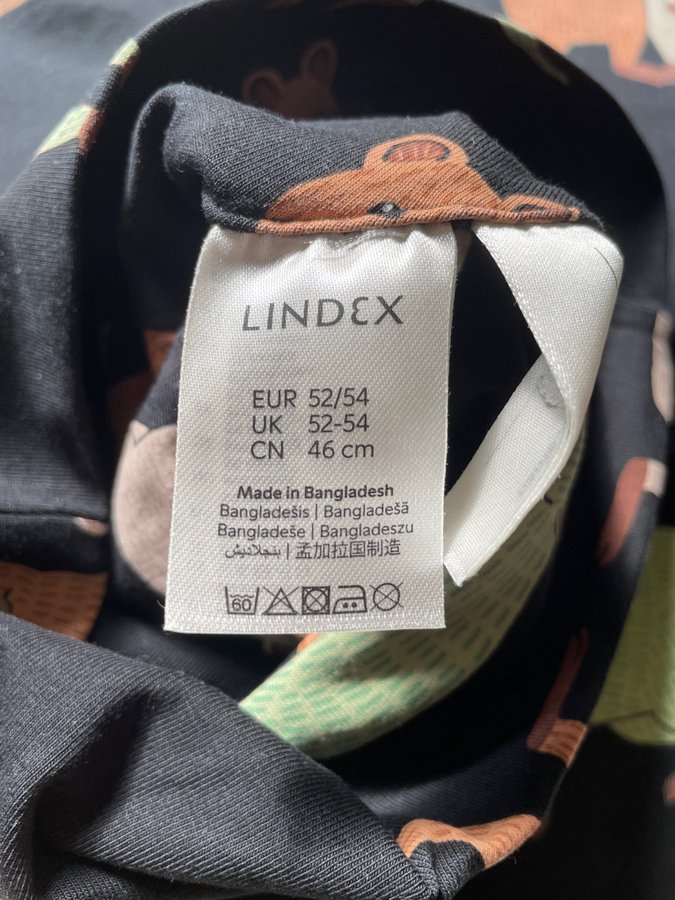 LINDEX
EUR 52/54
UK 52-54
CN 46 cm
Made in Bangladesh
Bangladešis | Bangladešā
Bangladeše | Bangladeszu
بنجلاديش | 孟加拉国制造
60